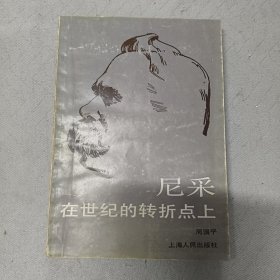 尼采
在世纪的转折点上
周国平
上海人民出版社